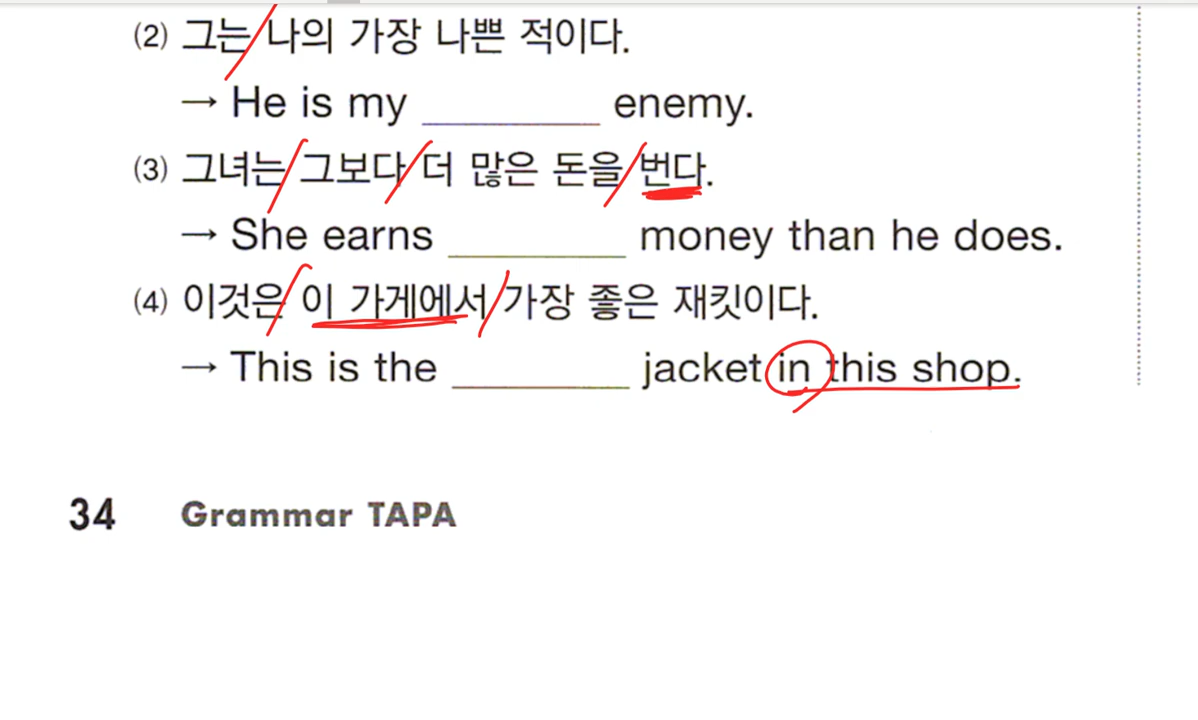 (2) 그는 나의 가장 나쁜 적이다.
→ He is my ________ enemy.
(3) 그녀는 그보다 더 많은 돈을 번다.
→ She earns ________ money than he does.
(4) 이것은 이 가게에서 가장 좋은 재킷이다.
→ This is the ________ jacket in this shop.
34 Grammar TAPA